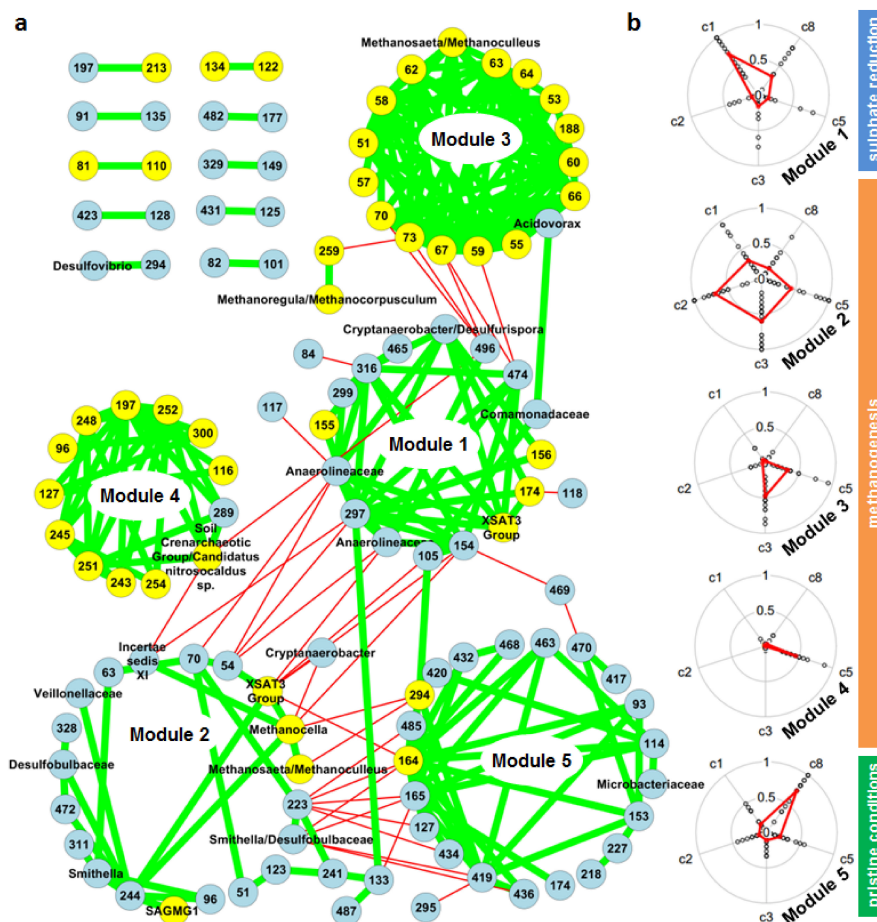 a
b
197 213
134 122
91 135
482 177
81 110
329 149
423 128
431 125
Desulfovibrio 294
82 101
Methanosaeta/Methanoculleus
62 63 64
58 53
51 188
57 60
70 66
73 67 59 55
Module 3
Acidovorax
259
Methanoregula/Methanocorpusculum
Cryptanaerobacter/Desulfurispora
84 465 496
316 474
299
117 155
Comamonadaceae
Module 1
156
Anaerolineaceae
174 118
297
XSAT3
Group
Anaerolineaceae
105 154
469
197 252
248 300
96 116
127 289
Module 4
245
251 243 254
Soil
Crenarchaeotic
Group/Candidatus
nitrosocaldus
sp.
Incertae
sedis
XI
70 54
63
Cryptanaerobacter
XSAT3
Group
Veillonellaceae
Methanocella
328
Module 2
Desulfobulbaceae
Methanosaeta/Methanoculleus
472 223
311
Smithella/Desulfobulbaceae
Smithella
244 96
SAGMG1
51 123 241 133
487
463 470
432 468
420 417
294 93
485 114
164
Module 5
165
Microbacteriaceae
127 153
434 227
419 218
295 436 174
c1 1 c8
0.5
0
c2 c5
c3
Module 1
sulphate reduction
c1 1 c8
0.5
0
c2 c5
c3
Module 2
c1 1 c8
0.5
0
c2 c5
c3
Module 3
methanogenesis
c1 1 c8
0.5
0
c2 c5
c3
Module 4
c1 1 c8
0.5
0
c2 c5
c3
Module 5
pristine conditions